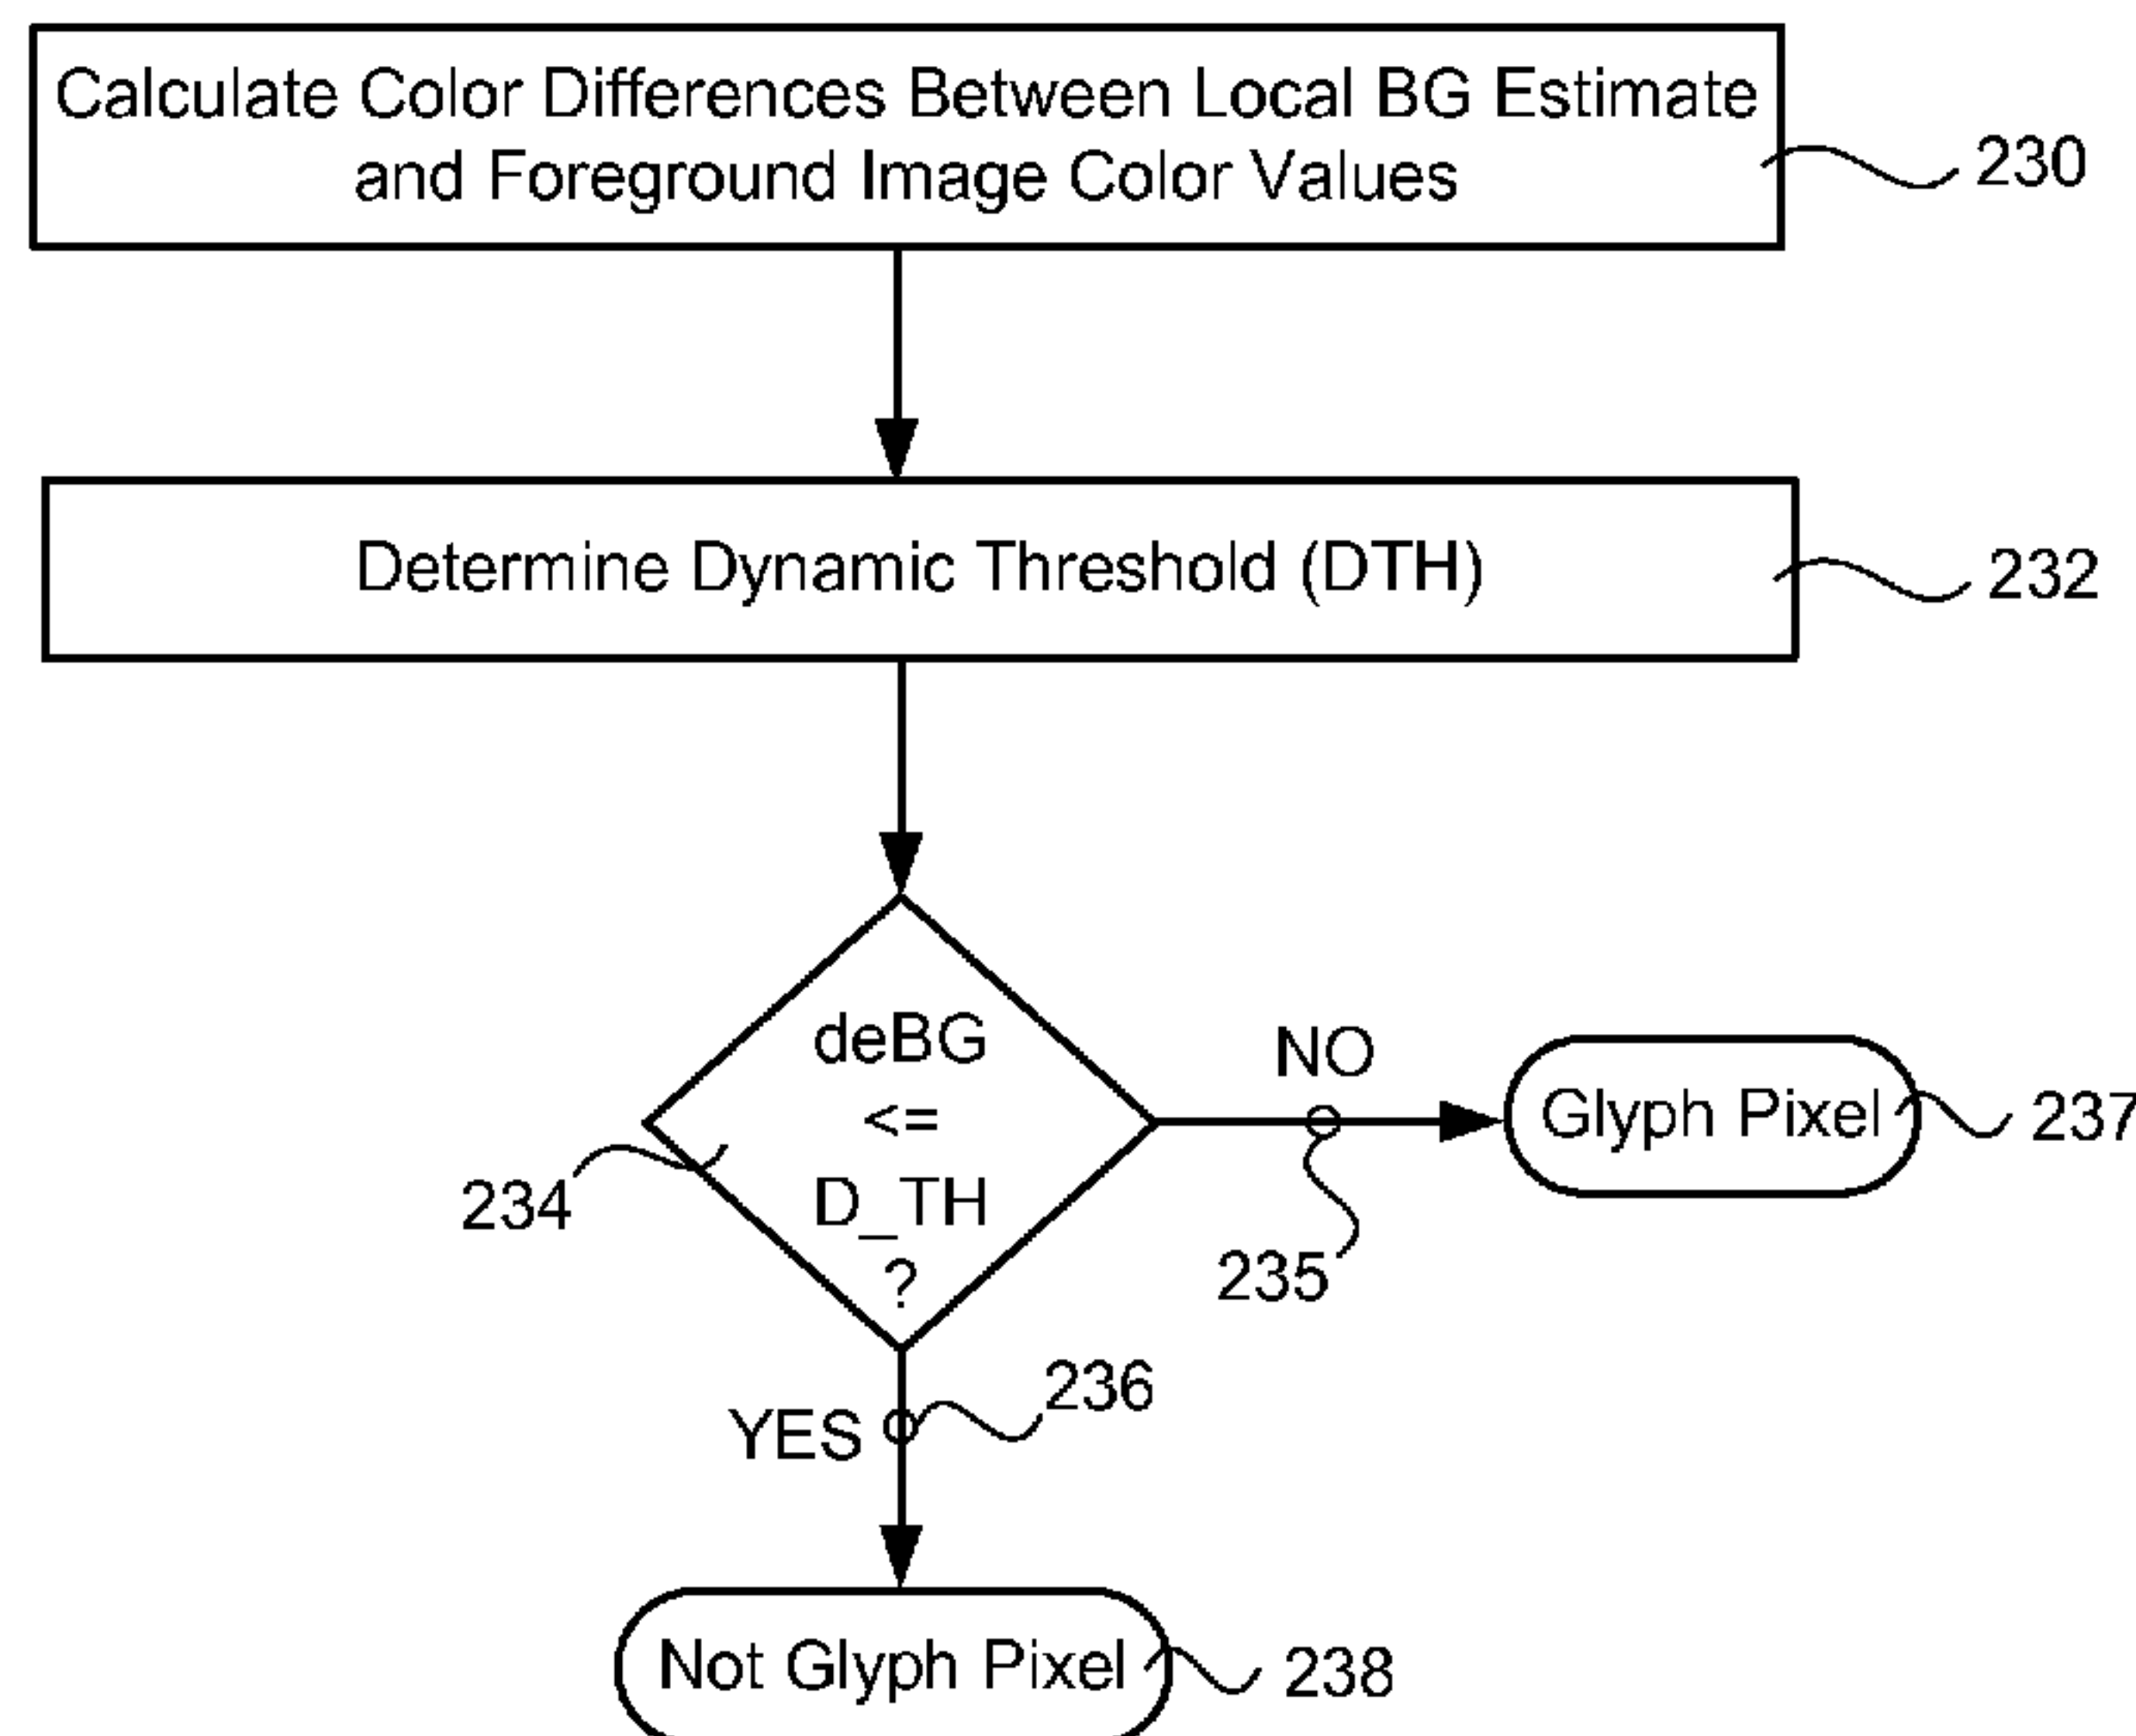 Calculate Color Differences Between Local BG Estimate
and Foreground Image Color Values
230
Determine Dynamic Threshold (DTH)
232
deBG
<=
D_TH
?
234
NO
235
Glyph Pixel
237
YES
236
Not Glyph Pixel
238